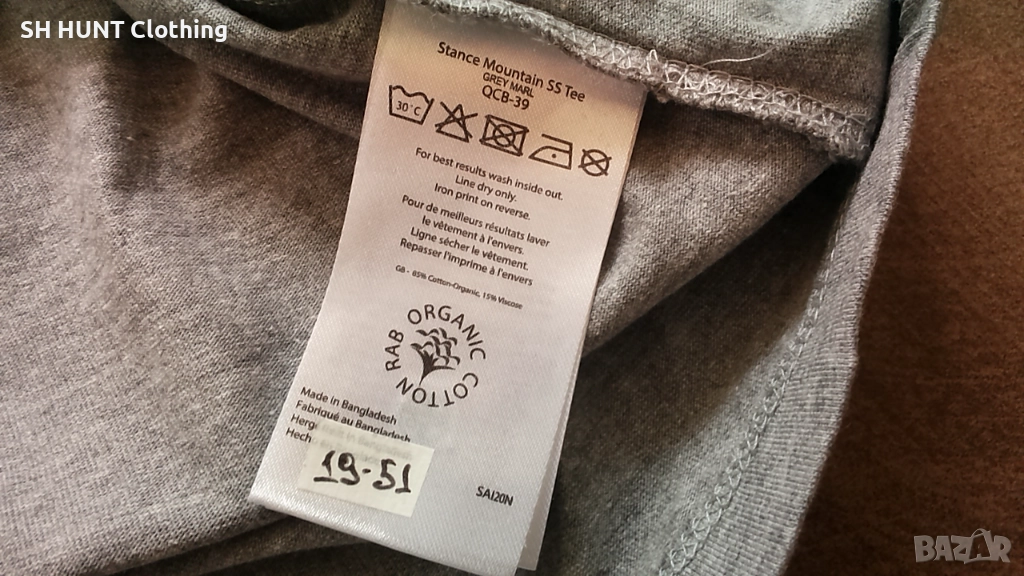 SH HUNT Clothing
Stance Mountain SS Tee
GREY MARL
QCB-39
30°C
For best results wash inside out.
Line dry only.
Iron print on reverse.
Pour de meilleurs résultats laver
le vêtement à l'envers.
Ligne sécher le vêtement.
Repasser l'imprime à l'envers
GB - 85% Cotton-Organic, 15% Viscose
RAB ORGANIC COTTON
Made in Bangladesh
Fabriqué au Bangladesh
Herge
Hech
19-51
SAI20N
BAZAR